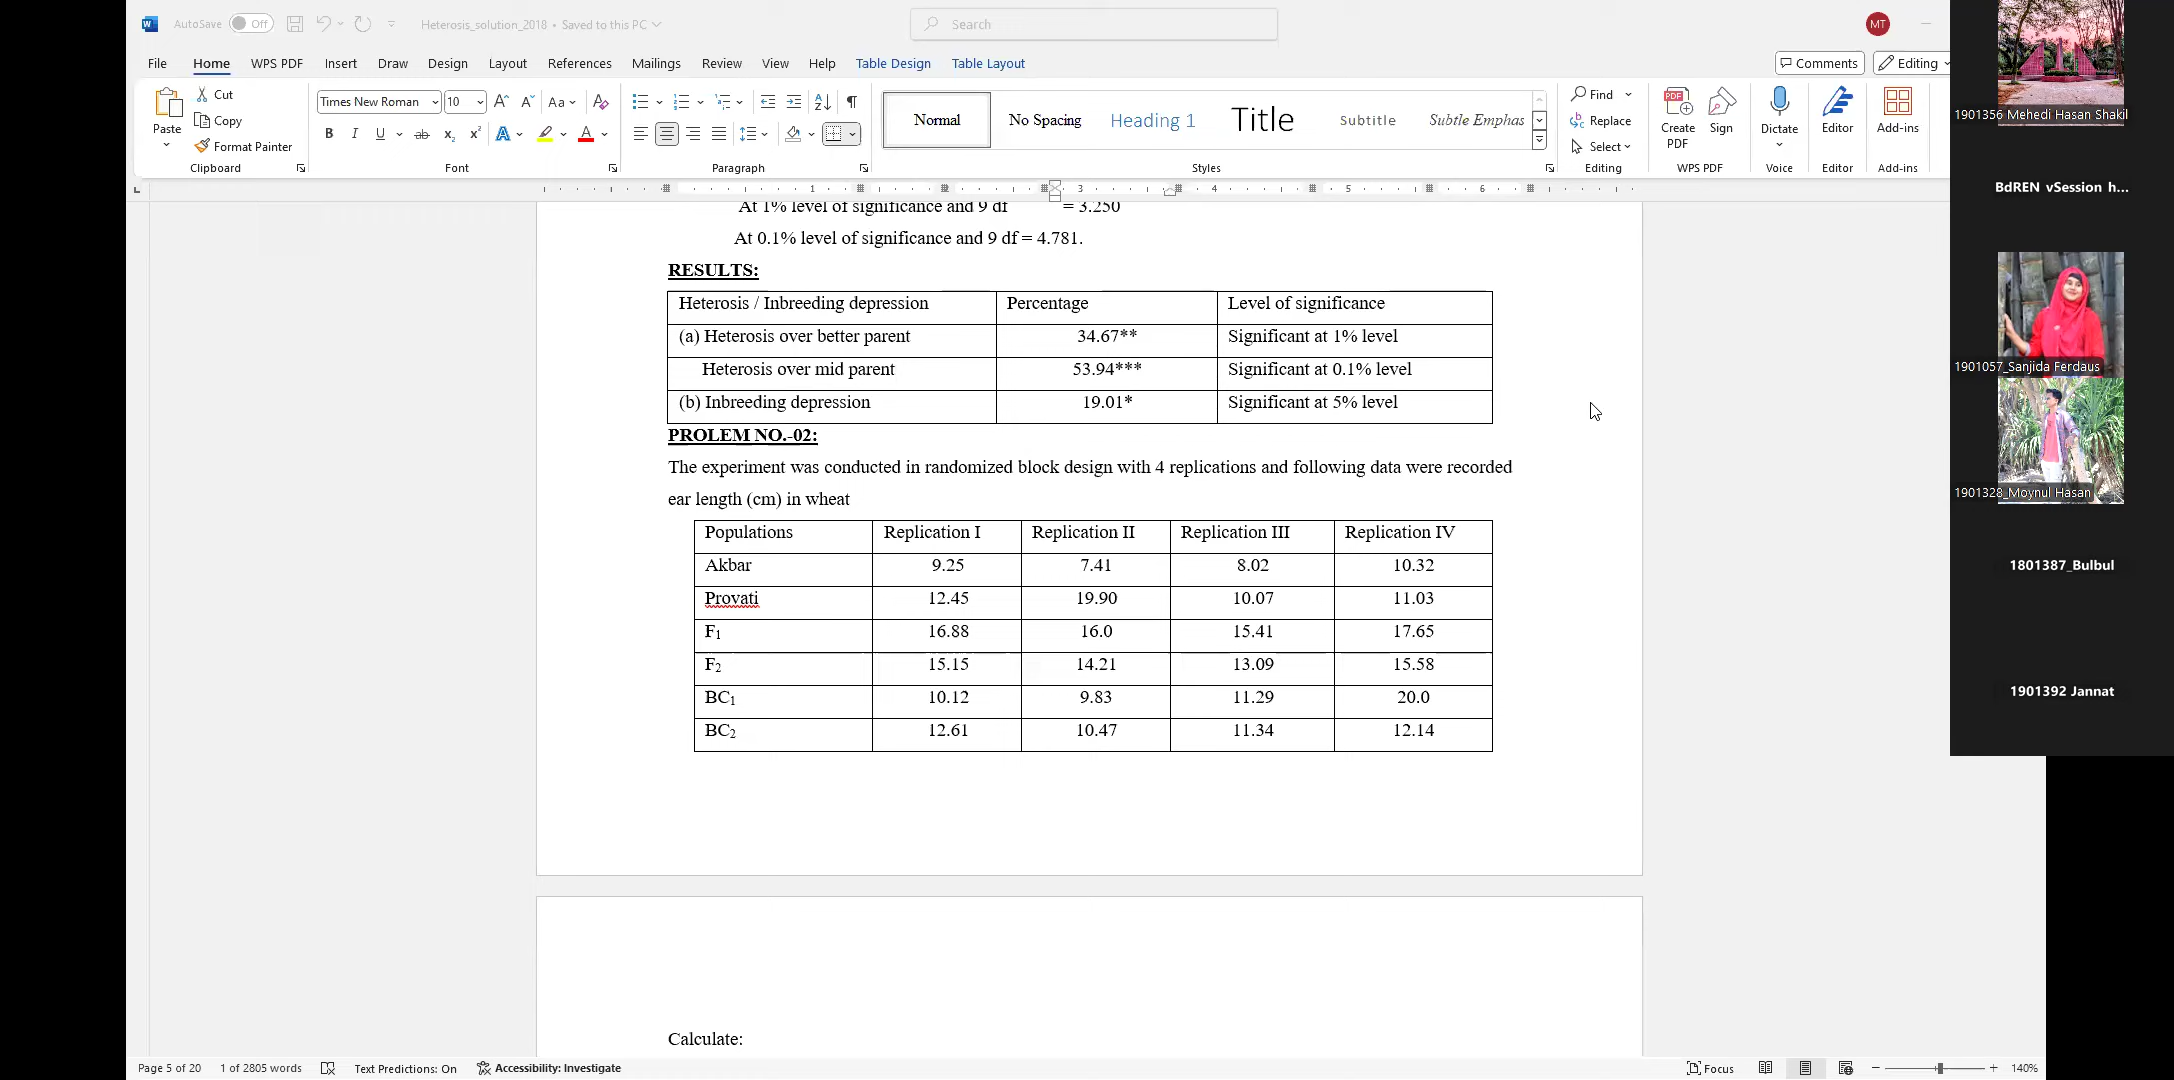 AutoSave Off Heterosis_solution_2018 • Saved to this PC Search MT
File Home WPS PDF Insert Draw Design Layout References Mailings Review View Help Table Design Table Layout Comments Editing
Paste Cut Copy Format Painter
Times New Roman 10
Normal No Spacing Heading 1 Title Subtitle Subtle Emphas
Find Replace Select
Create PDF Sign Dictate Editor Add-ins
Clipboard Font Paragraph Styles Editing WPS PDF Voice Editor Add-ins
1 3 4 5 6
At 1% level of significance and 9 df = 3.250
At 0.1% level of significance and 9 df = 4.781.
RESULTS:
Heterosis / Inbreeding depression Percentage Level of significance
(a) Heterosis over better parent 34.67** Significant at 1% level
Heterosis over mid parent 53.94*** Significant at 0.1% level
(b) Inbreeding depression 19.01* Significant at 5% level
PROLEM NO.-02:
The experiment was conducted in randomized block design with 4 replications and following data were recorded
ear length (cm) in wheat
Populations Replication I Replication II Replication III Replication IV
Akbar 9.25 7.41 8.02 10.32
Provati 12.45 19.90 10.07 11.03
F1 16.88 16.0 15.41 17.65
F2 15.15 14.21 13.09 15.58
BC1 10.12 9.83 11.29 20.0
BC2 12.61 10.47 11.34 12.14
Calculate:
Page 5 of 20 1 of 2805 words Text Predictions: On Accessibility: Investigate Focus 140%
1901356 Mehedi Hasan Shakil
BdREN vSession h...
1901057_Sanjida Ferdaus
1901328_Moynul Hasan
1801387_Bulbul
1901392 Jannat